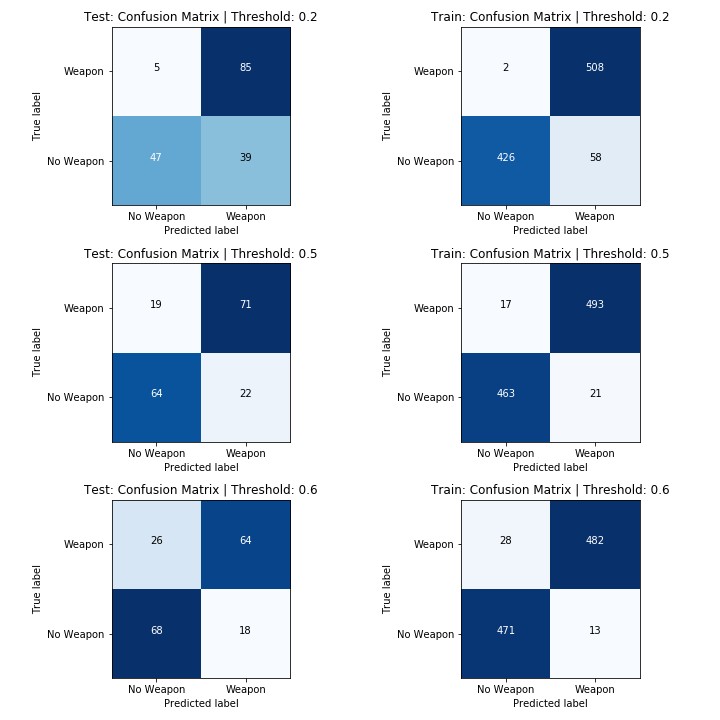 Test: Confusion Matrix | Threshold: 0.2
Train: Confusion Matrix | Threshold: 0.2
Weapon 5 85
Weapon 2 508
True label
True label
No Weapon 47 39
No Weapon 426 58
No Weapon Weapon
No Weapon Weapon
Predicted label
Predicted label
Test: Confusion Matrix | Threshold: 0.5
Train: Confusion Matrix | Threshold: 0.5
Weapon 19 71
Weapon 17 493
True label
True label
No Weapon 64 22
No Weapon 463 21
No Weapon Weapon
No Weapon Weapon
Predicted label
Predicted label
Test: Confusion Matrix | Threshold: 0.6
Train: Confusion Matrix | Threshold: 0.6
Weapon 26 64
Weapon 28 482
True label
True label
No Weapon 68 18
No Weapon 471 13
No Weapon Weapon
No Weapon Weapon
Predicted label
Predicted label